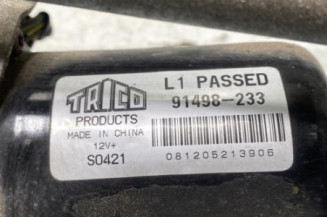 TRICO
PRODUCTS
MADE IN CHINA
12V+
S0421
L1 PASSED
91498-233
081205213906